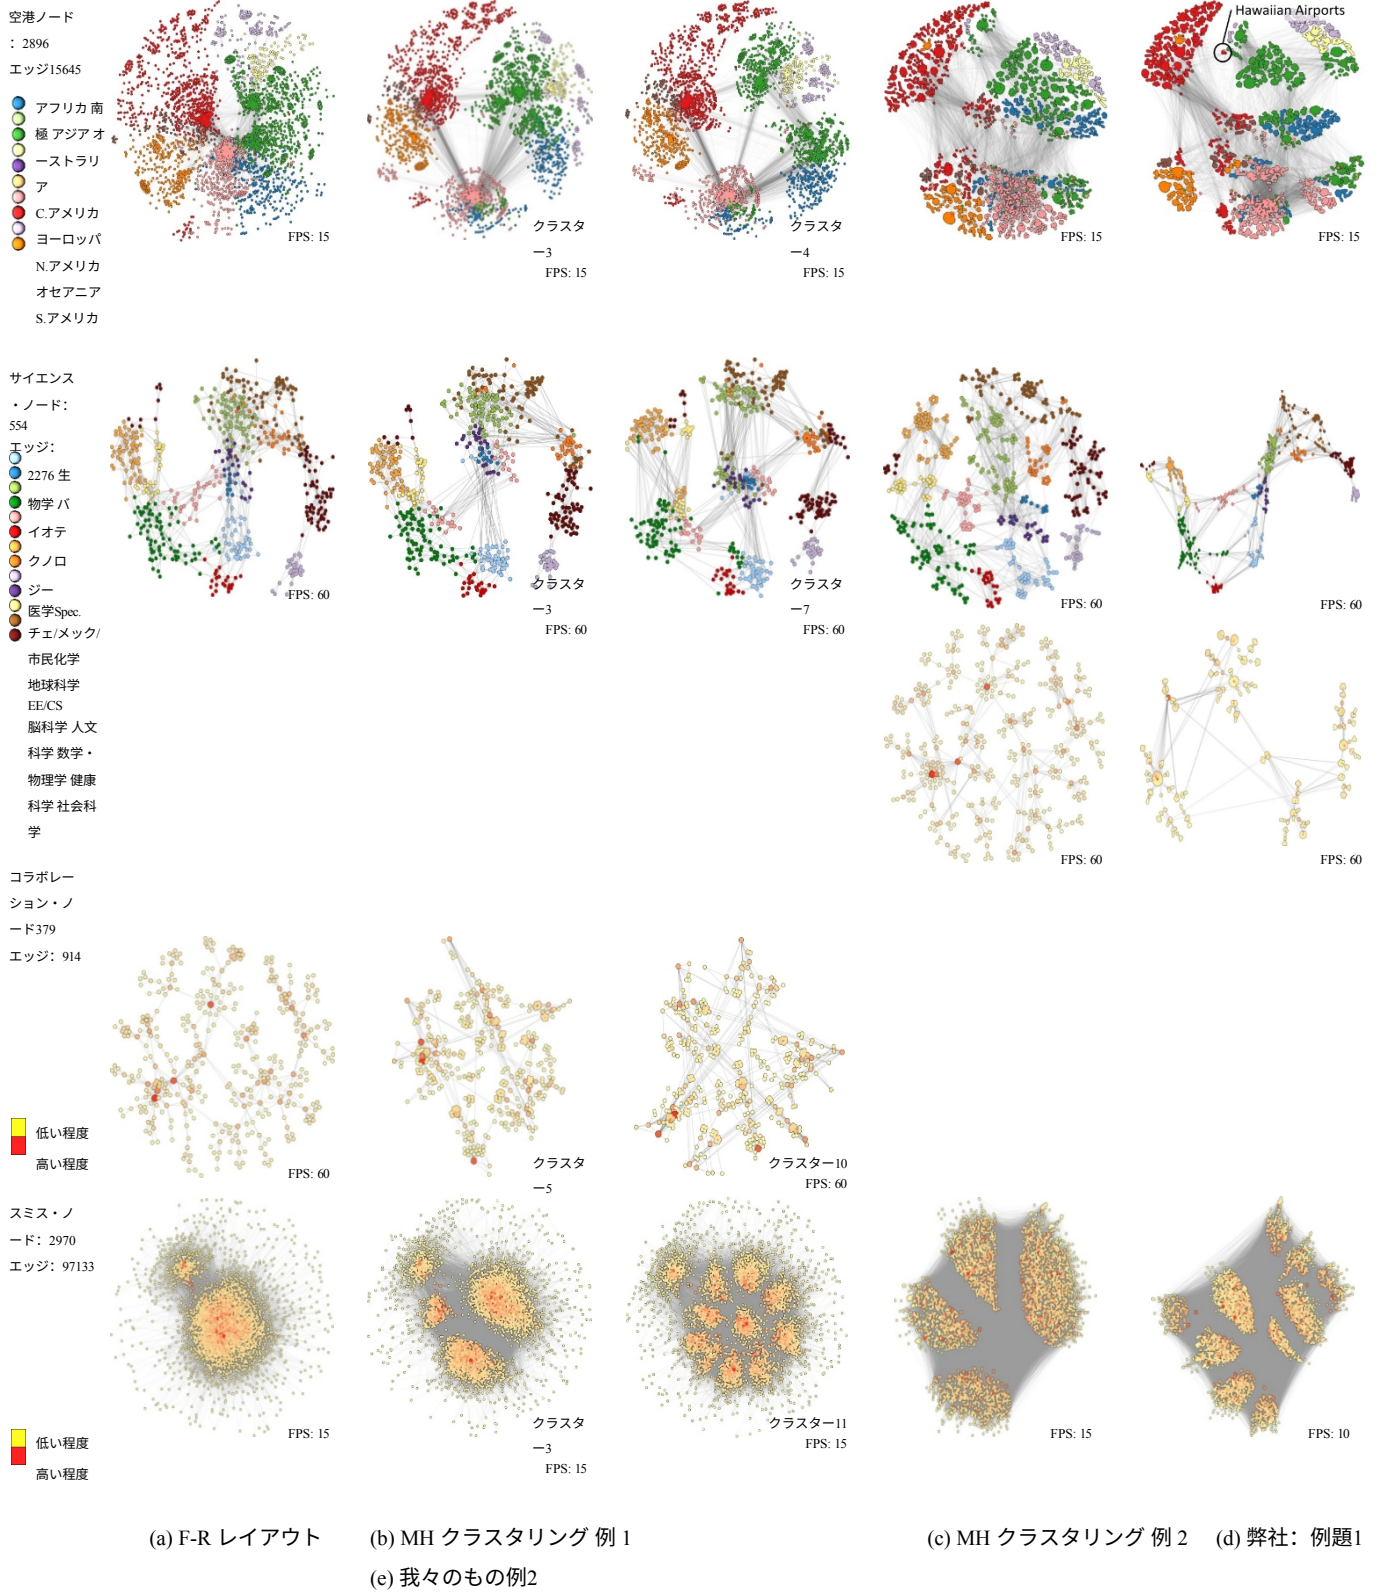 空港ノード
：2896
エッジ15645
アフリカ 南
極 アジア オ
ーストラリ
ア
C.アメリカ
ヨーロッパ
N.アメリカ
オセアニア
S.アメリカ
FPS: 15
クラスタ
ー3
FPS: 15
クラスタ
ー4
FPS: 15
FPS: 15
Hawaiian Airports
FPS: 15
サイエンス
・ノード：
554
エッジ：
2276 生
物学 バ
イオテ
クノロ
ジー
医学Spec.
チェ/メック/
市民化学
地球科学
EE/CS
脳科学 人文
科学 数学・
物理学 健康
科学 社会科
学
FPS: 60
クラスタ
ー3
FPS: 60
クラスタ
ー7
FPS: 60
FPS: 60
FPS: 60
FPS: 60
FPS: 60
コラボレー
ション・ノ
ード379
エッジ：914
低い程度
高い程度
FPS: 60
クラスタ
ー5
クラスター10
FPS: 60
スミス・ノ
ード：2970
エッジ：97133
低い程度
高い程度
FPS: 15
クラスタ
ー3
FPS: 15
クラスター11
FPS: 15
FPS: 15
FPS: 10
(a) F-R レイアウト
(b) MH クラスタリング 例 1
(c) MH クラスタリング 例 2
(d) 弊社：例題1
(e) 我々のもの例2